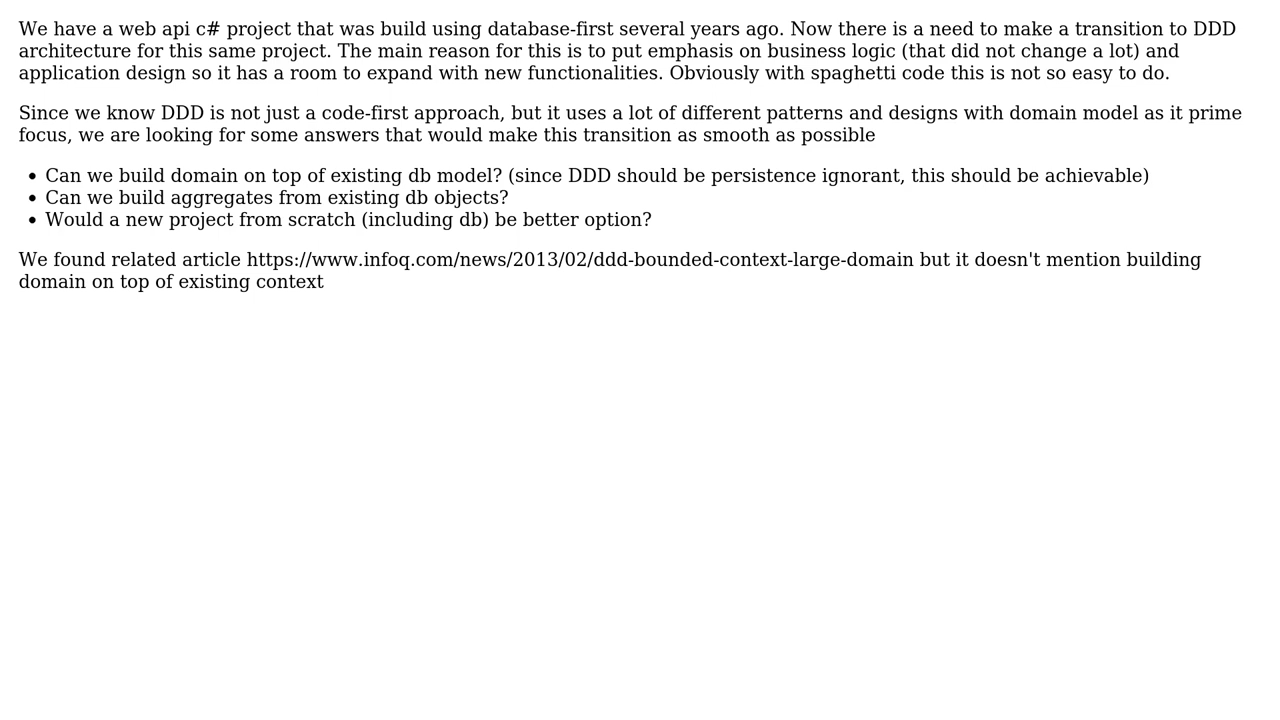 We have a web api c# project that was build using database-first several years ago. Now there is a need to make a transition to DDD
architecture for this same project. The main reason for this is to put emphasis on business logic (that did not change a lot) and
application design so it has a room to expand with new functionalities. Obviously with spaghetti code this is not so easy to do.
Since we know DDD is not just a code-first approach, but it uses a lot of different patterns and designs with domain model as it prime
focus, we are looking for some answers that would make this transition as smooth as possible
• Can we build domain on top of existing db model? (since DDD should be persistence ignorant, this should be achievable)
• Can we build aggregates from existing db objects?
• Would a new project from scratch (including db) be better option?
We found related article https://www.infoq.com/news/2013/02/ddd-bounded-context-large-domain but it doesn't mention building
domain on top of existing context